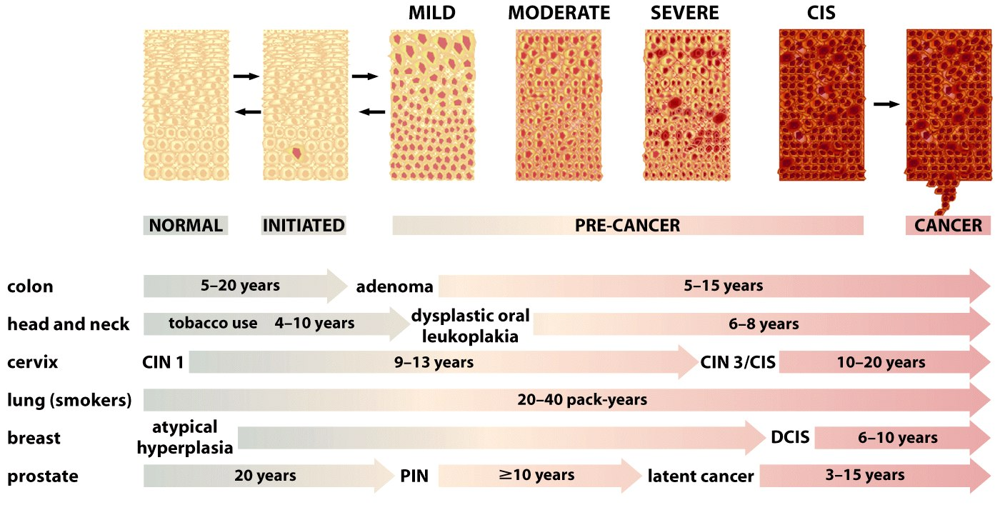 MILD MODERATE SEVERE CIS
NORMAL INITIATED PRE-CANCER CANCER
colon 5–20 years adenoma 5–15 years
head and neck tobacco use 4–10 years dysplastic oral
leukoplakia 6–8 years
cervix CIN 1 9–13 years CIN 3/CIS 10–20 years
lung (smokers) 20–40 pack-years
breast atypical
hyperplasia DCIS 6–10 years
prostate 20 years PIN ≥10 years latent cancer 3–15 years